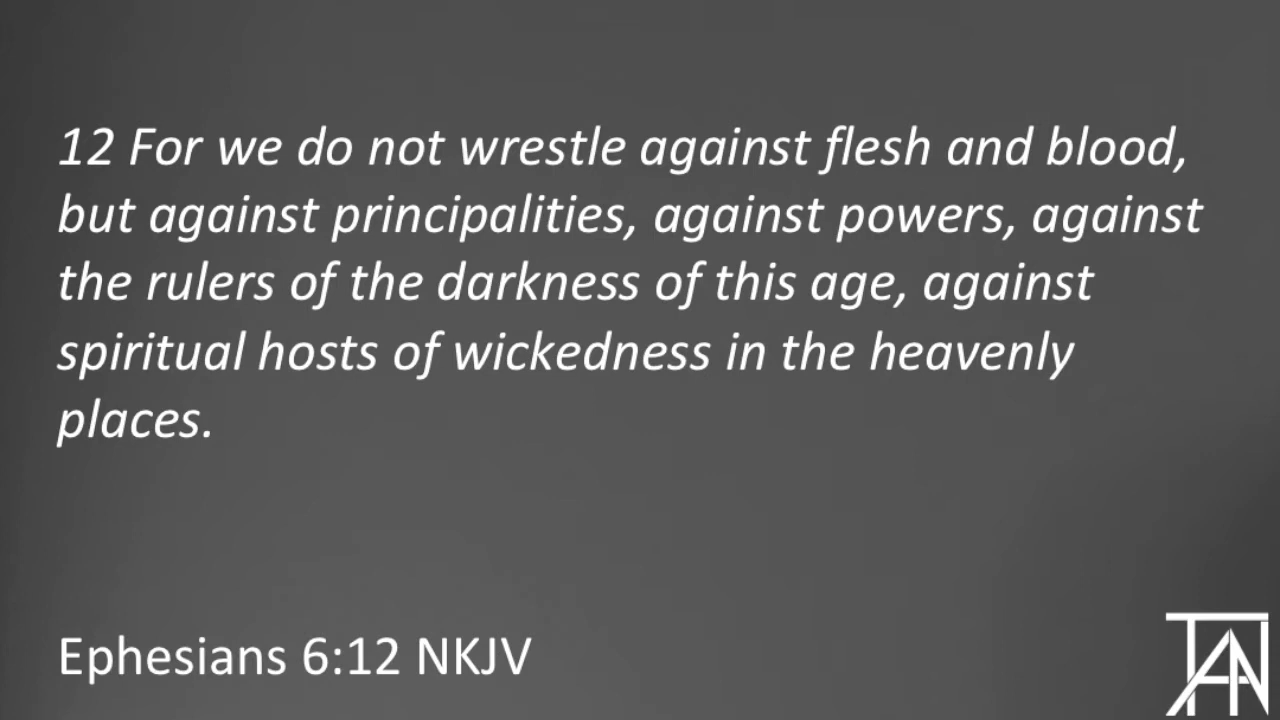 12 For we do not wrestle against flesh and blood,
but against principalities, against powers, against
the rulers of the darkness of this age, against
spiritual hosts of wickedness in the heavenly
places.
Ephesians 6:12 NKJV
TAN